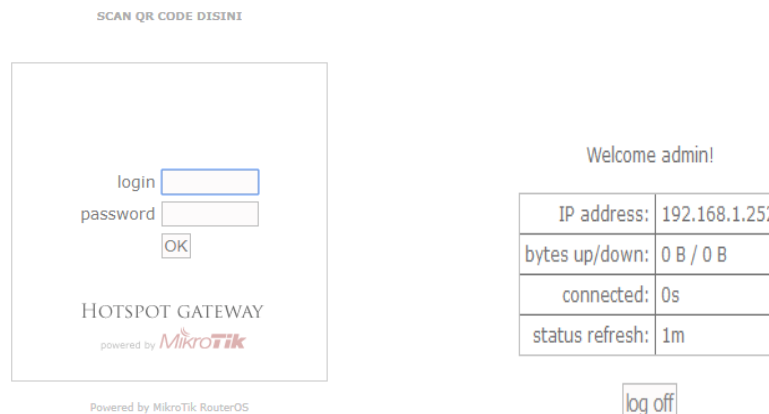 SCAN QR CODE DISINI
login
password
OK
HOTSPOT GATEWAY
powered by MikroTik
Powered by MikroTik RouterOS
Welcome admin!
IP address: 192.168.1.252
bytes up/down: 0 B / 0 B
connected: 0s
status refresh: 1m
log off